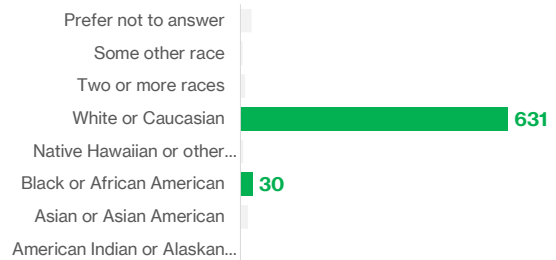 Prefer not to answer
Some other race
Two or more races
White or Caucasian 631
Native Hawaiian or other...
Black or African American 30
Asian or Asian American
American Indian or Alaskan...